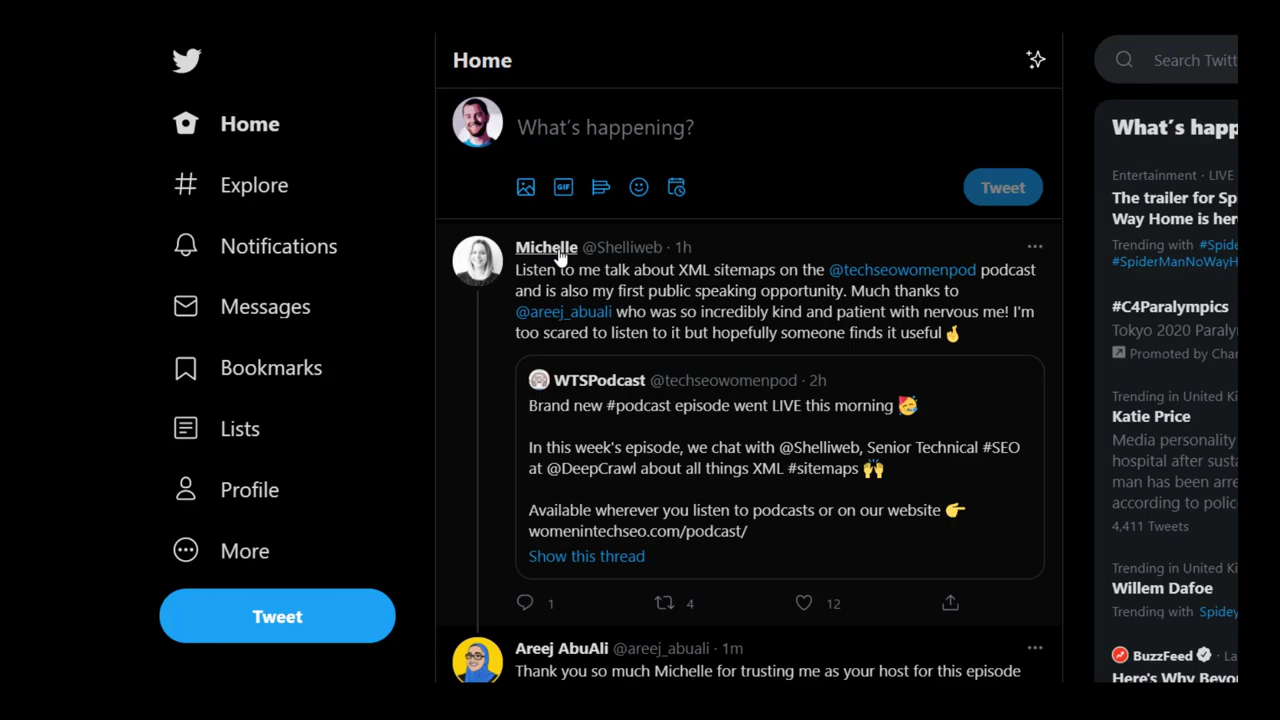 Home
Explore
Notifications
Messages
Bookmarks
Lists
Profile
More
Tweet
Home
What's happening?
GIF
Tweet
Michelle @Shelliweb · 1h
Listen to me talk about XML sitemaps on the @techseowomenpod podcast
and is also my first public speaking opportunity. Much thanks to
@areej_abuali who was so incredibly kind and patient with nervous me! I'm
too scared to listen to it but hopefully someone finds it useful 🤞
WTSPodcast @techseowomenpod · 2h
Brand new #podcast episode went LIVE this morning 🥳
In this week's episode, we chat with @Shelliweb, Senior Technical #SEO
at @DeepCrawl about all things XML #sitemaps 🙌
Available wherever you listen to podcasts or on our website 👉
womenintechseo.com/podcast/
Show this thread
1 4 12
Areej AbuAli @areej_abuali · 1m
Thank you so much Michelle for trusting me as your host for this episode
Search Twitt
What's happ
Entertainment · LIVE
The trailer for Sp
Way Home is her
Trending with #Spide
#SpiderManNoWayH
#C4Paralympics
Tokyo 2020 Paraly
Promoted by Chan
Trending in United Ki
Katie Price
Media personality
hospital after susta
man has been arre
according to police
4,411 Tweets
Trending in United Ki
Willem Dafoe
Trending with Spidey
BuzzFeed · La
Here's Why Beyon